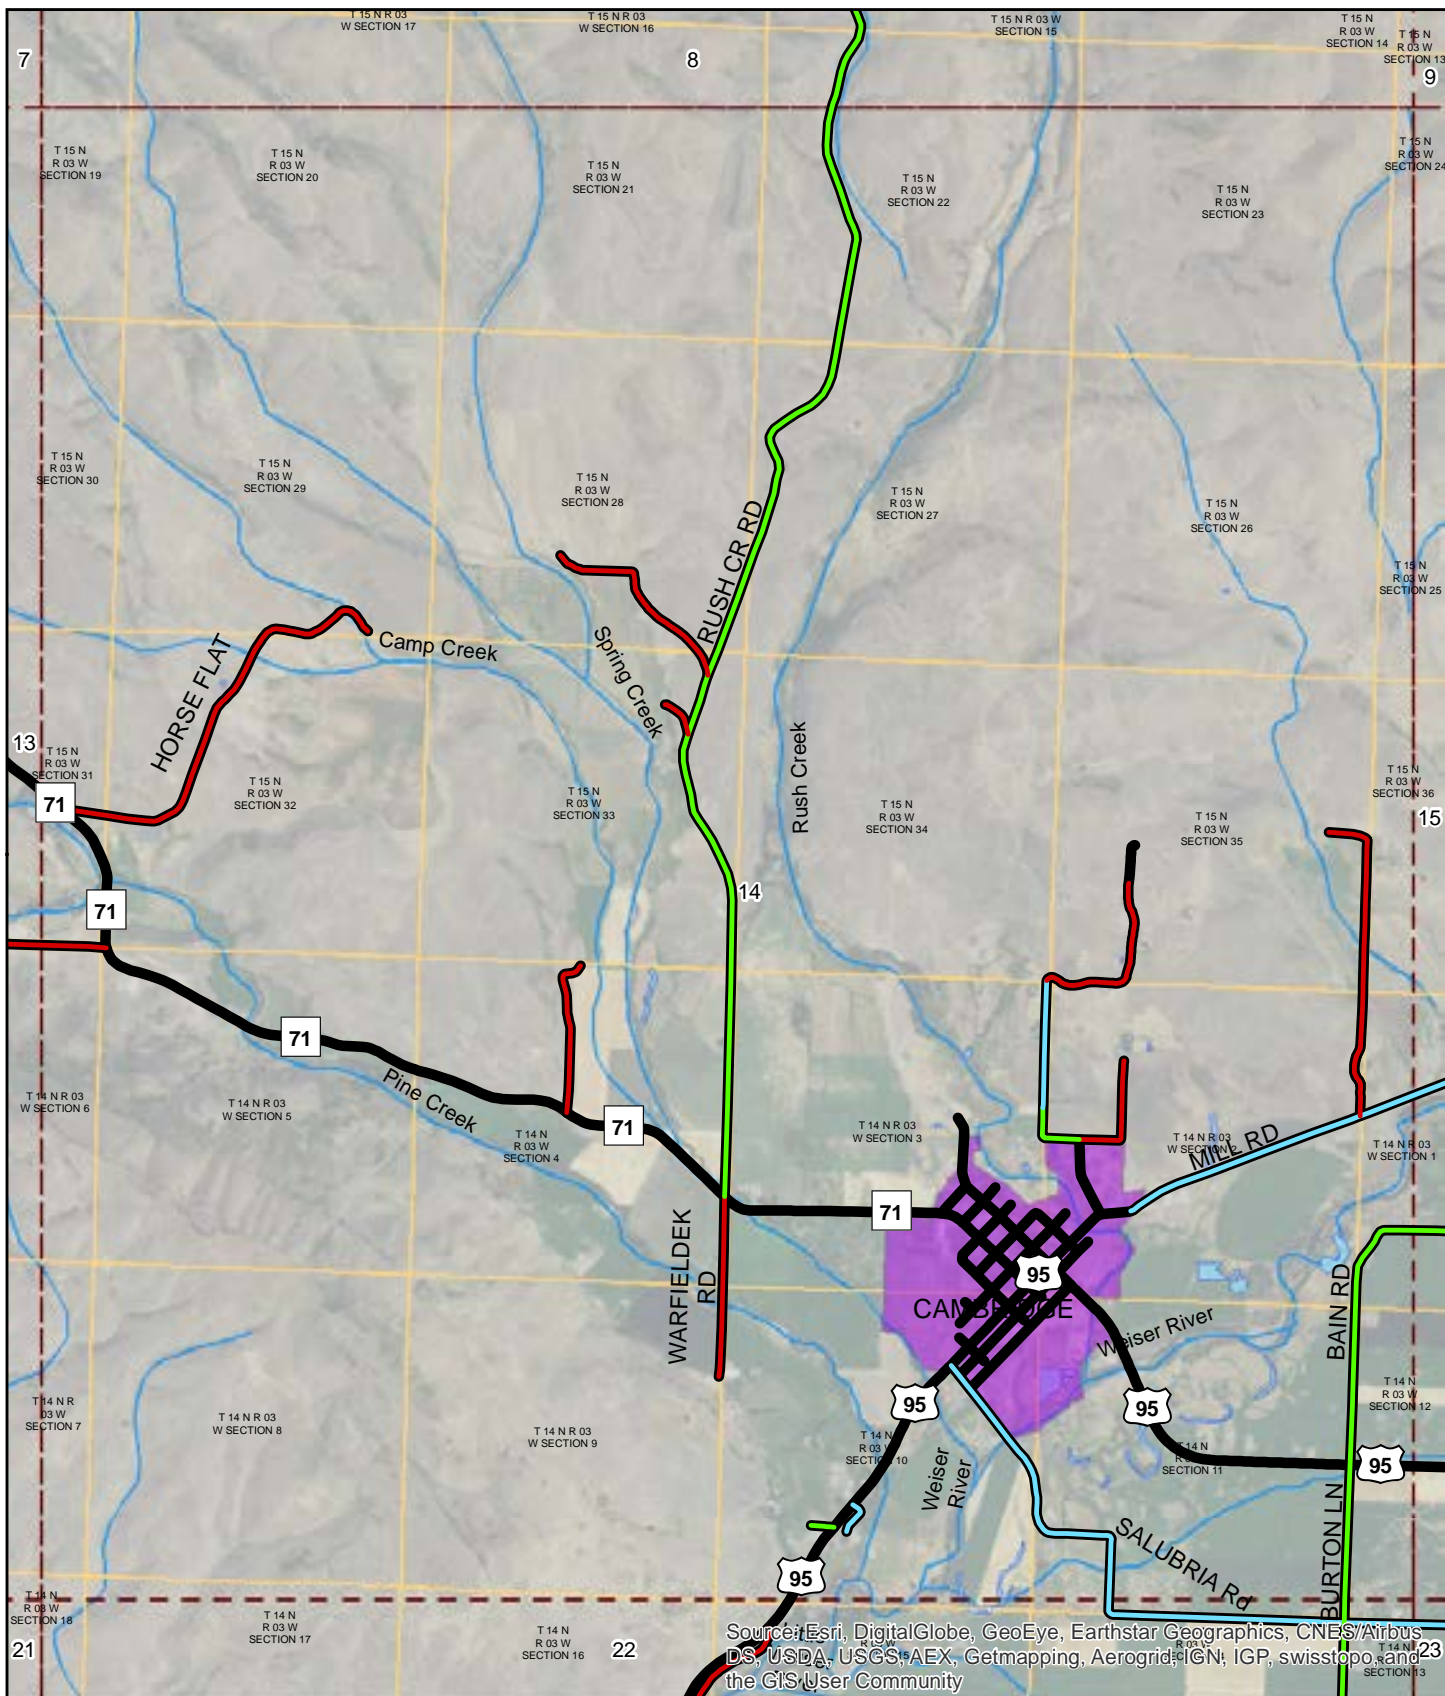 T 15 N R 03
W SECTION 17
T 15 N R 03
W SECTION 16
T 15 N R 03 W
SECTION 15
T 15 N
R 03 W
SECTION 14
T 15 N
R 03 W
SECTION 13
7
8
9
T 15 N
R 03 W
SECTION 19
T 15 N
R 03 W
SECTION 20
T 15 N
R 03 W
SECTION 21
T 15 N
R 03 W
SECTION 22
T 15 N
R 03 W
SECTION 23
T 15 N
R 03 W
SECTION 24
T 15 N
R 03 W
SECTION 30
T 15 N
R 03 W
SECTION 29
T 15 N
R 03 W
SECTION 28
T 15 N
R 03 W
SECTION 27
T 15 N
R 03 W
SECTION 26
T 15 N
R 03 W
SECTION 25
RUSH CR RD
HORSE FLAT
Camp Creek
Spring Creek
Rush Creek
13
T 15 N
R 03 W
SECTION 31
T 15 N
R 03 W
SECTION 32
T 15 N
R 03 W
SECTION 33
T 15 N
R 03 W
SECTION 34
T 15 N
R 03 W
SECTION 35
T 15 N
R 03 W
SECTION 36
15
71
14
71
71
Pine Creek
71
T 14 N R 03
W SECTION 6
T 14 N R 03
W SECTION 5
T 14 N
R 03 W
SECTION 4
T 14 N R 03
W SECTION 3
T 14 N R 03
W SECTION 2
T 14 N R 03
W SECTION 1
MILL RD
71
WARFIELDEK
RD
95
CAMBRIDGE
Weiser River
BAIN RD
T 14 N R
03 W
SECTION 7
T 14 N R 03
W SECTION 8
T 14 N R 03
W SECTION 9
95
95
T 14 N
R 03 W
SECTION 12
T 14 N
R 03 W
SECTION 10
T 14 N
SECTION 11
95
Weiser
River
SALUBRIA Rd
BURTON LN
95
T 14 N
R 03 W
SECTION 18
T 14 N
R 03 W
SECTION 17
T 14 N
R 03 W
SECTION 16
21
22
23
T 14 N
SECTION 13
Source: Esri, DigitalGlobe, GeoEye, Earthstar Geographics, CNES/Airbus
DS, USDA, USGS, AEX, Getmapping, Aerogrid, IGN, IGP, swisstopo, and
the GIS User Community